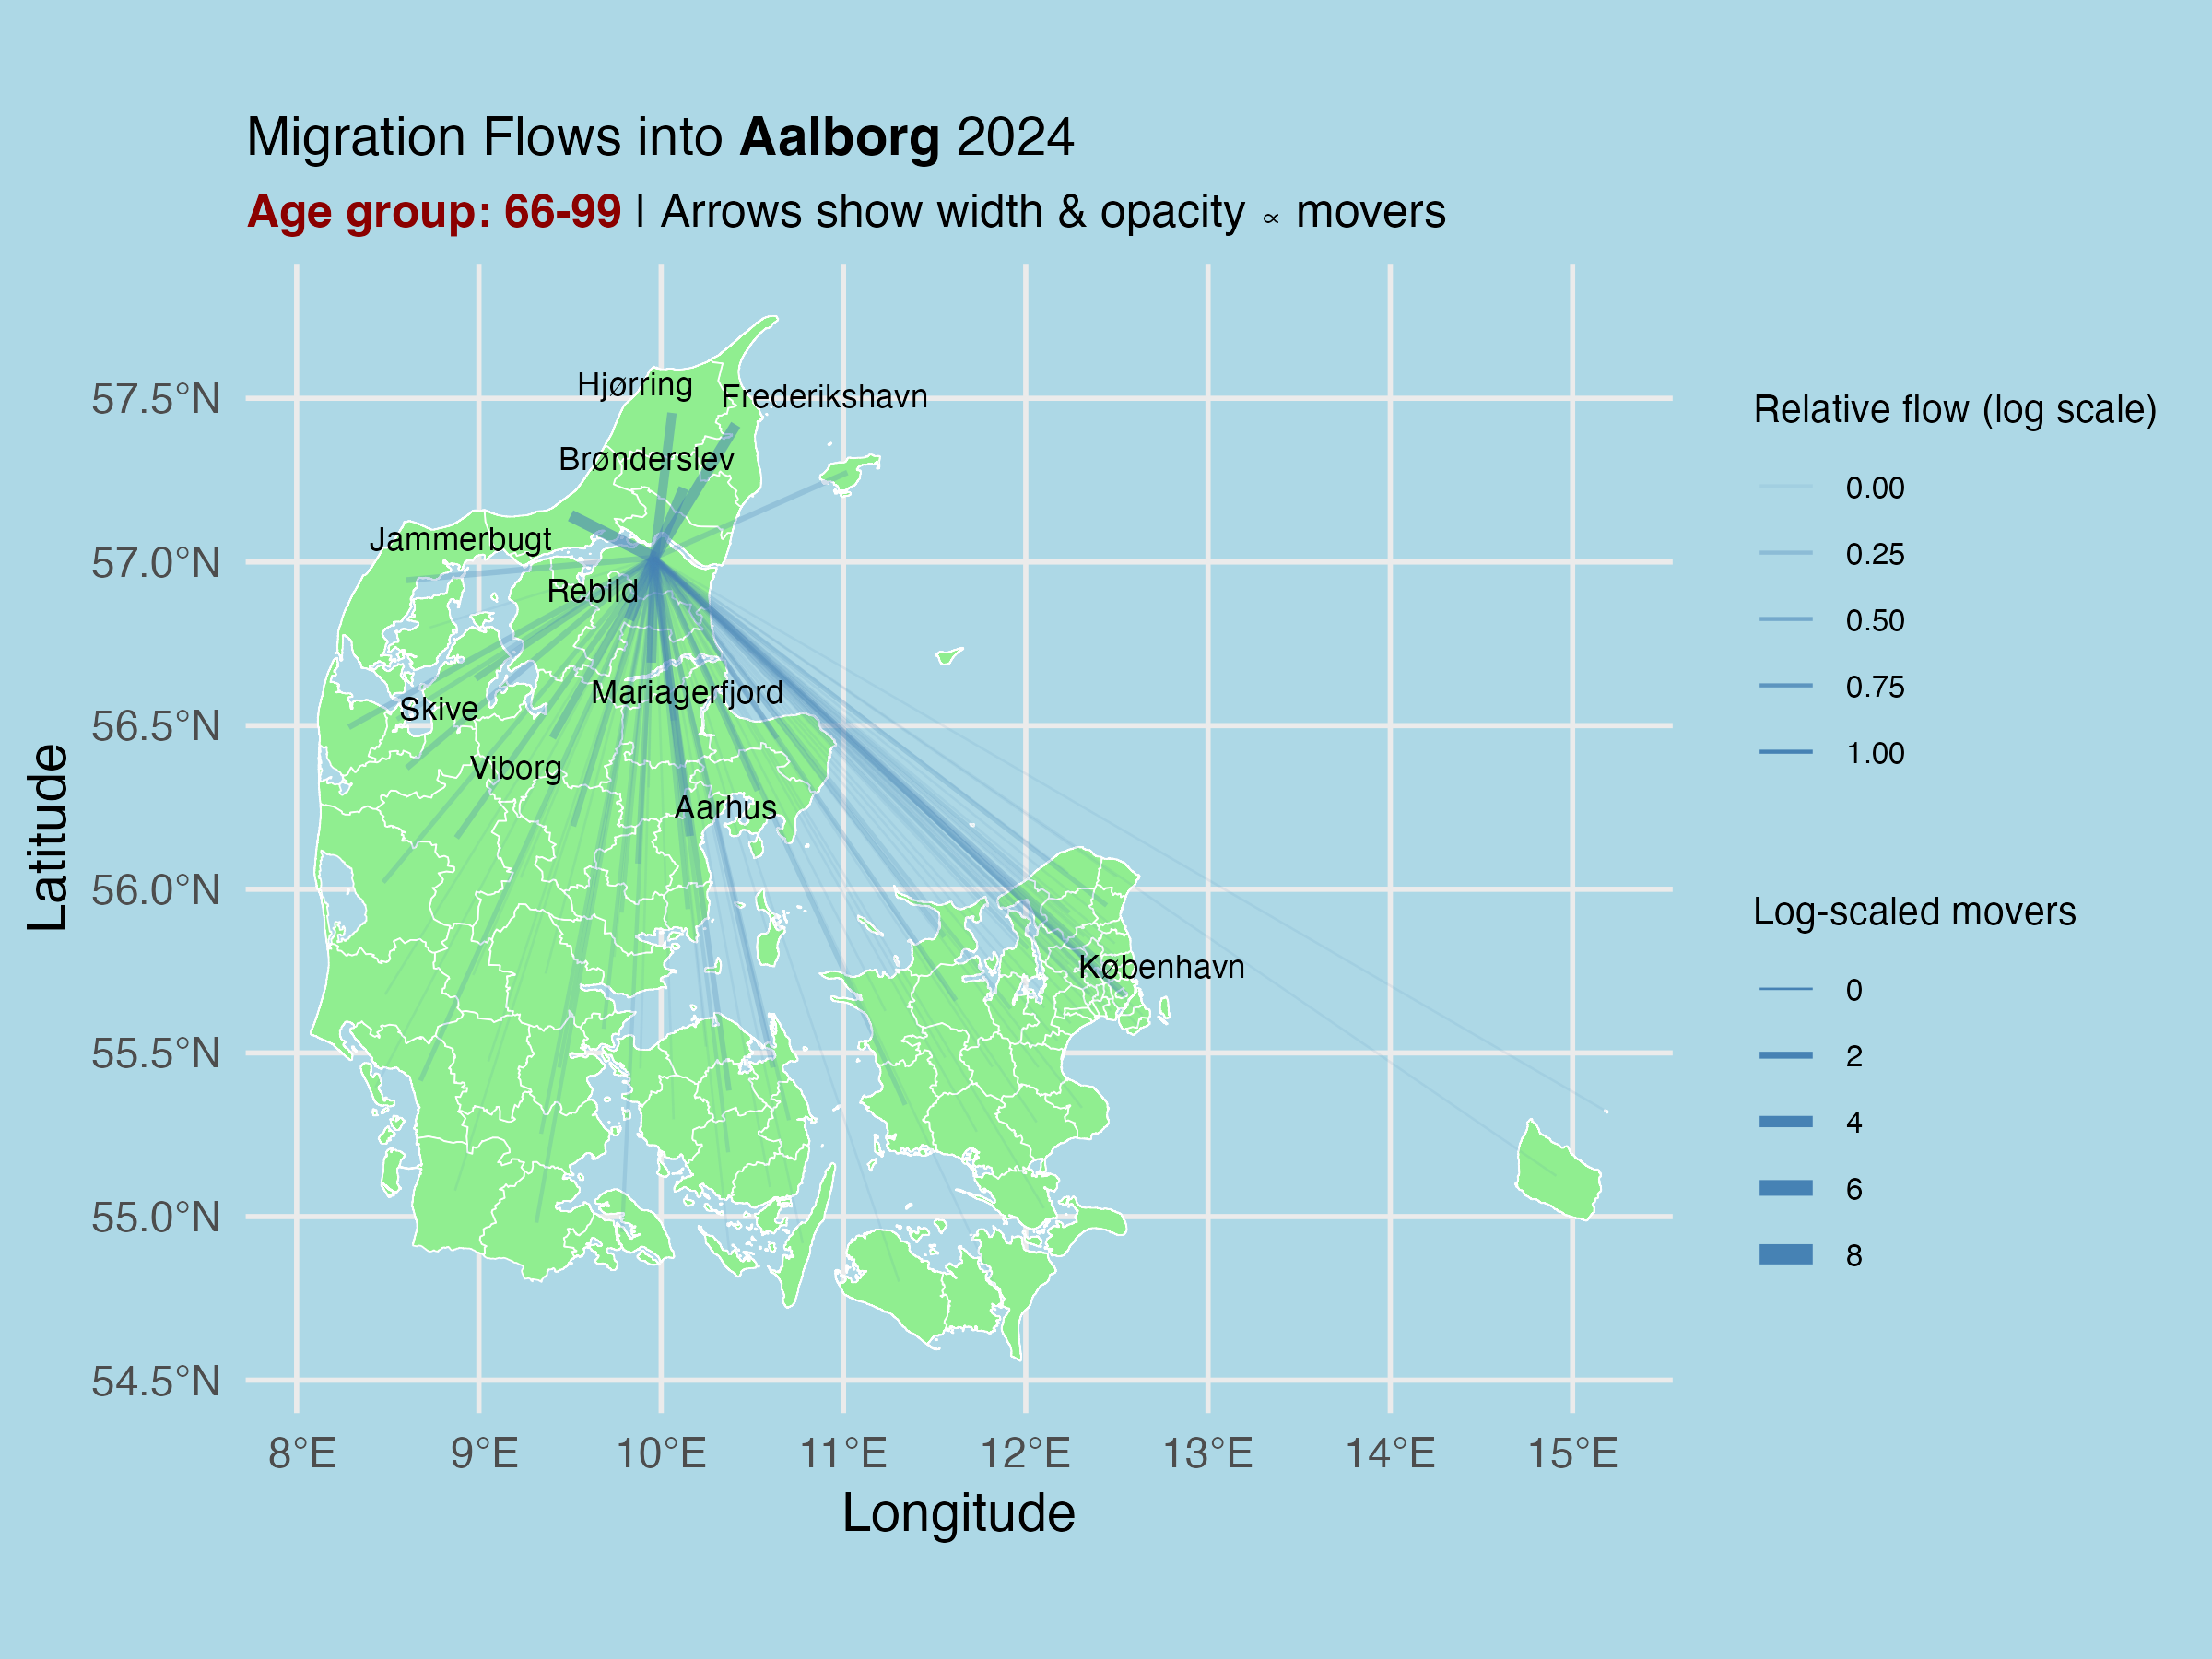 Migration Flows into Aalborg 2024
Age group: 66-99 | Arrows show width & opacity ∝ movers
57.5°N
57.0°N
56.5°N
56.0°N
55.5°N
55.0°N
54.5°N
Latitude
8°E
9°E
10°E
11°E
12°E
13°E
14°E
15°E
Longitude
Hjørring
Frederikshavn
Brønderslev
Jammerbugt
Rebild
Mariagerfjord
Skive
Viborg
Aarhus
København
Relative flow (log scale)
0.00
0.25
0.50
0.75
1.00
Log-scaled movers
0
2
4
6
8